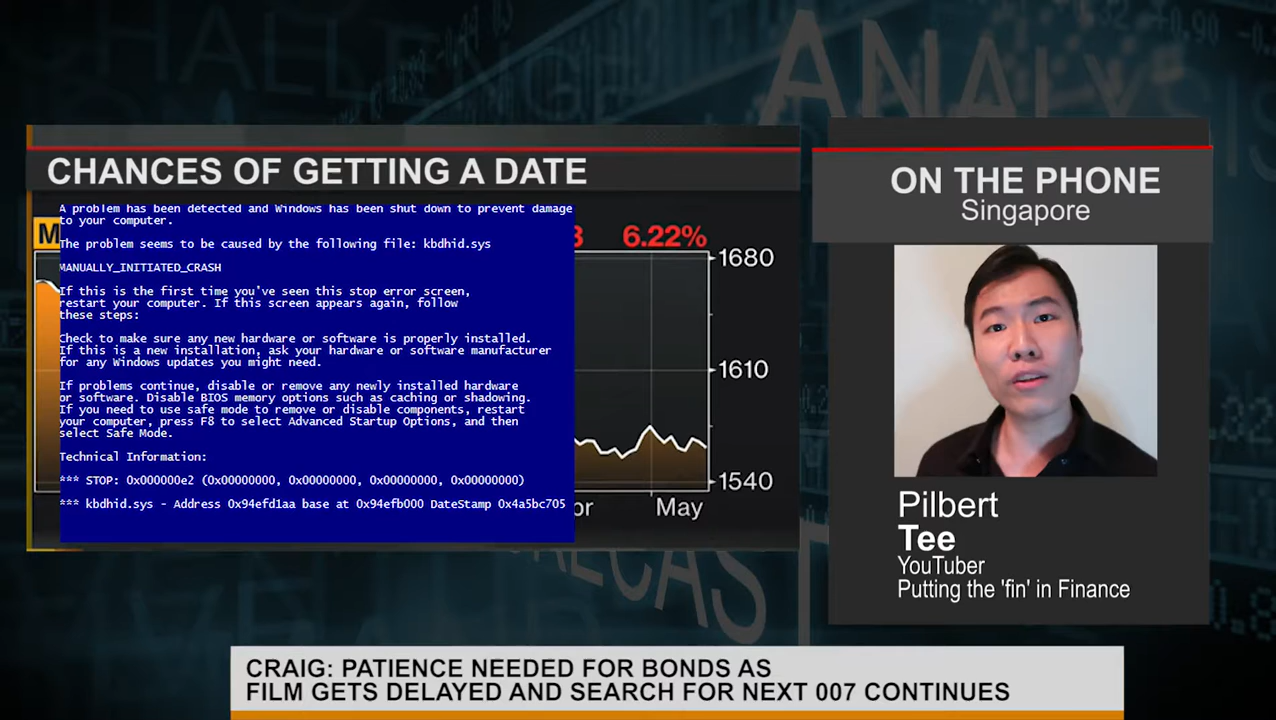 CHANCES OF GETTING A DATE
A problem has been detected and Windows has been shut down to prevent damage
to your computer.
The problem seems to be caused by the following file: kbdhid.sys
MANUALLY_INITIATED_CRASH
If this is the first time you've seen this stop error screen,
restart your computer. If this screen appears again, follow
these steps:
Check to make sure any new hardware or software is properly installed.
If this is a new installation, ask your hardware or software manufacturer
for any Windows updates you might need.
If problems continue, disable or remove any newly installed hardware
or software. Disable BIOS memory options such as caching or shadowing.
If you need to use safe mode to remove or disable components, restart
your computer, press F8 to select Advanced Startup Options, and then
select Safe Mode.
Technical Information:
*** STOP: 0x000000e2 (0x00000000, 0x00000000, 0x00000000, 0x00000000)
*** kbdhid.sys - Address 0x94efd1aa base at 0x94efb000 DateStamp 0x4a5bc705
6.22%
1680
1610
1540
May
ON THE PHONE
Singapore
Pilbert
Tee
YouTuber
Putting the 'fin' in Finance
CRAIG: PATIENCE NEEDED FOR BONDS AS
FILM GETS DELAYED AND SEARCH FOR NEXT 007 CONTINUES
ANALYSIS